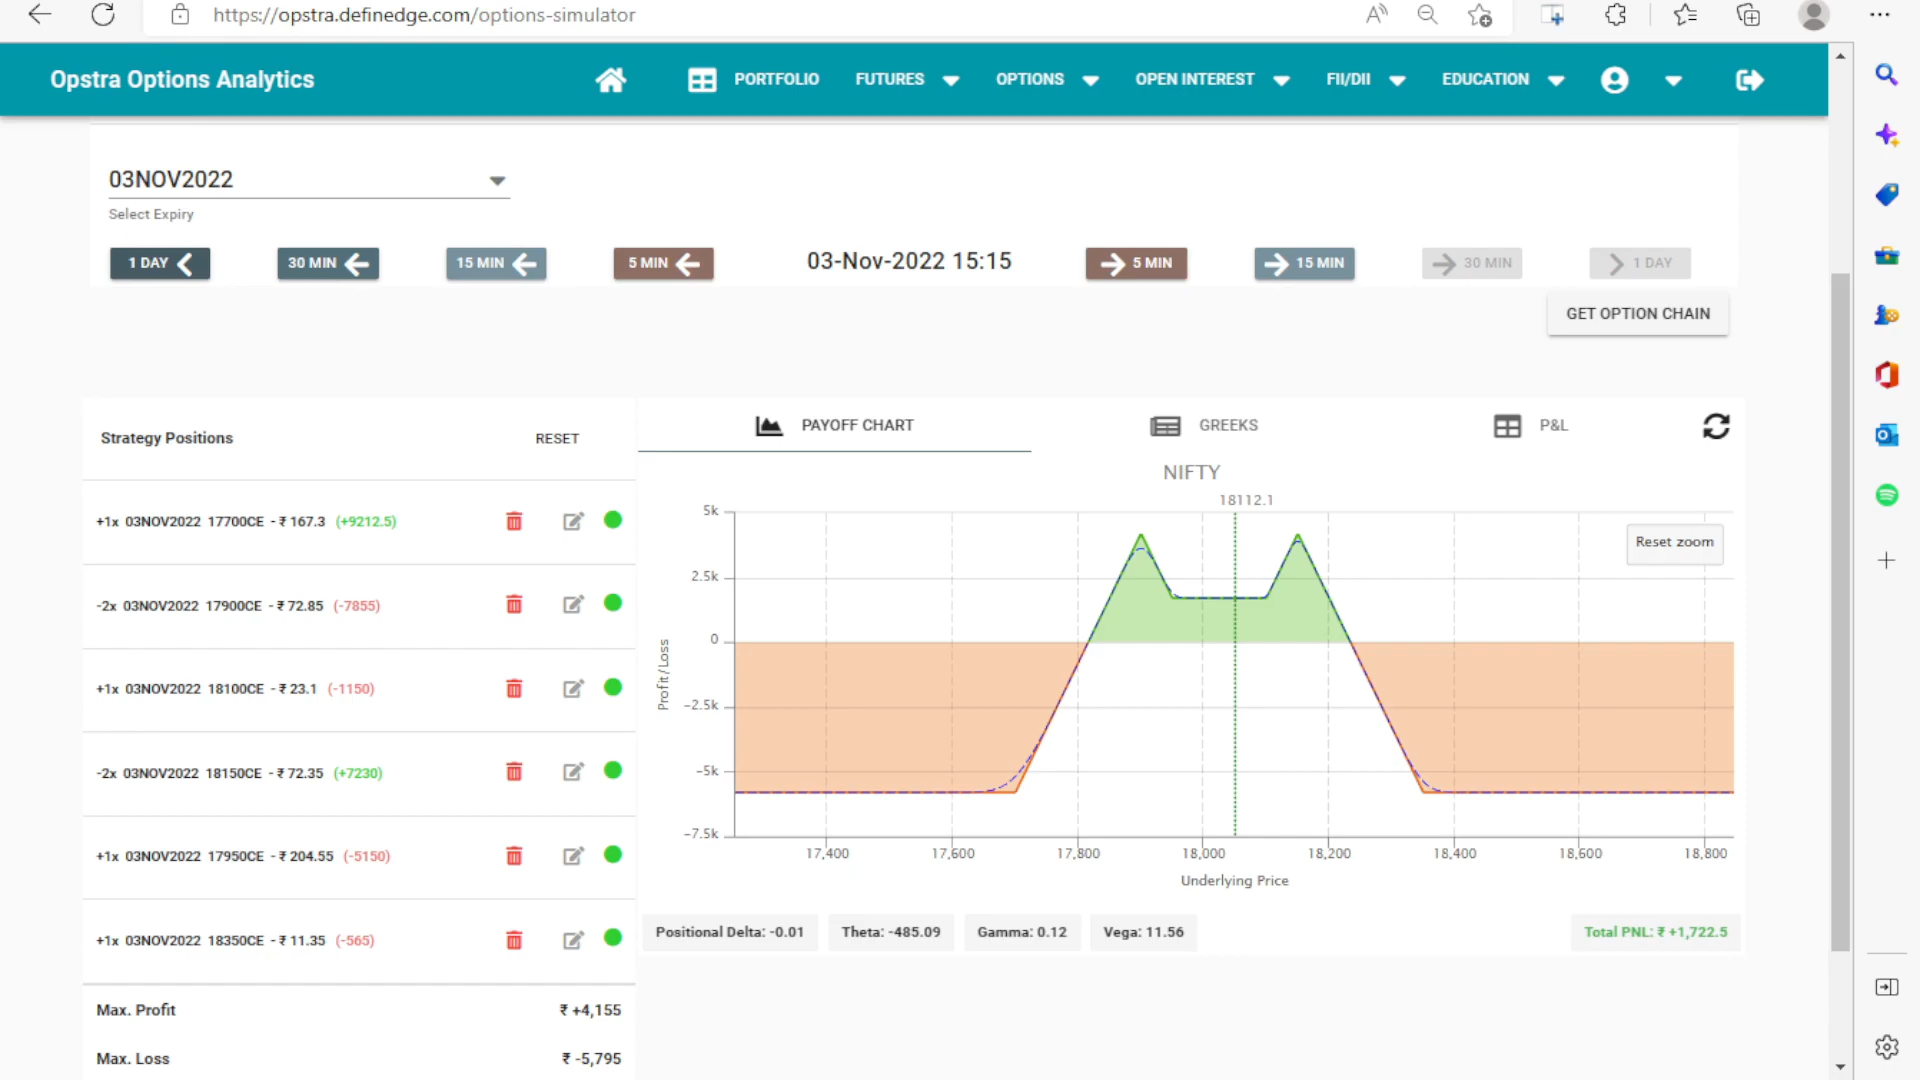 https://opstra.definedge.com/options-simulator
Opstra Options Analytics
PORTFOLIO
FUTURES
OPTIONS
OPEN INTEREST
FII/DII
EDUCATION
03NOV2022
Select Expiry
1 DAY
30 MIN
15 MIN
5 MIN
03-Nov-2022 15:15
5 MIN
15 MIN
30 MIN
1 DAY
GET OPTION CHAIN
Strategy Positions
RESET
+1x 03NOV2022 17700CE - ₹ 167.3 (+9212.5)
-2x 03NOV2022 17900CE - ₹ 72.85 (-7855)
+1x 03NOV2022 18100CE - ₹ 23.1 (-1150)
-2x 03NOV2022 18150CE - ₹ 72.35 (+7230)
+1x 03NOV2022 17950CE - ₹ 204.55 (-5150)
+1x 03NOV2022 18350CE - ₹ 11.35 (-565)
Max. Profit ₹ +4,155
Max. Loss ₹ -5,795
PAYOFF CHART
GREEKS
P&L
NIFTY
18112.1
Reset zoom
5k
2.5k
0
-2.5k
-5k
-7.5k
Profit/Loss
17,400
17,600
17,800
18,000
18,200
18,400
18,600
18,800
Underlying Price
Positional Delta: -0.01
Theta: -485.09
Gamma: 0.12
Vega: 11.56
Total PNL: ₹ +1,722.5